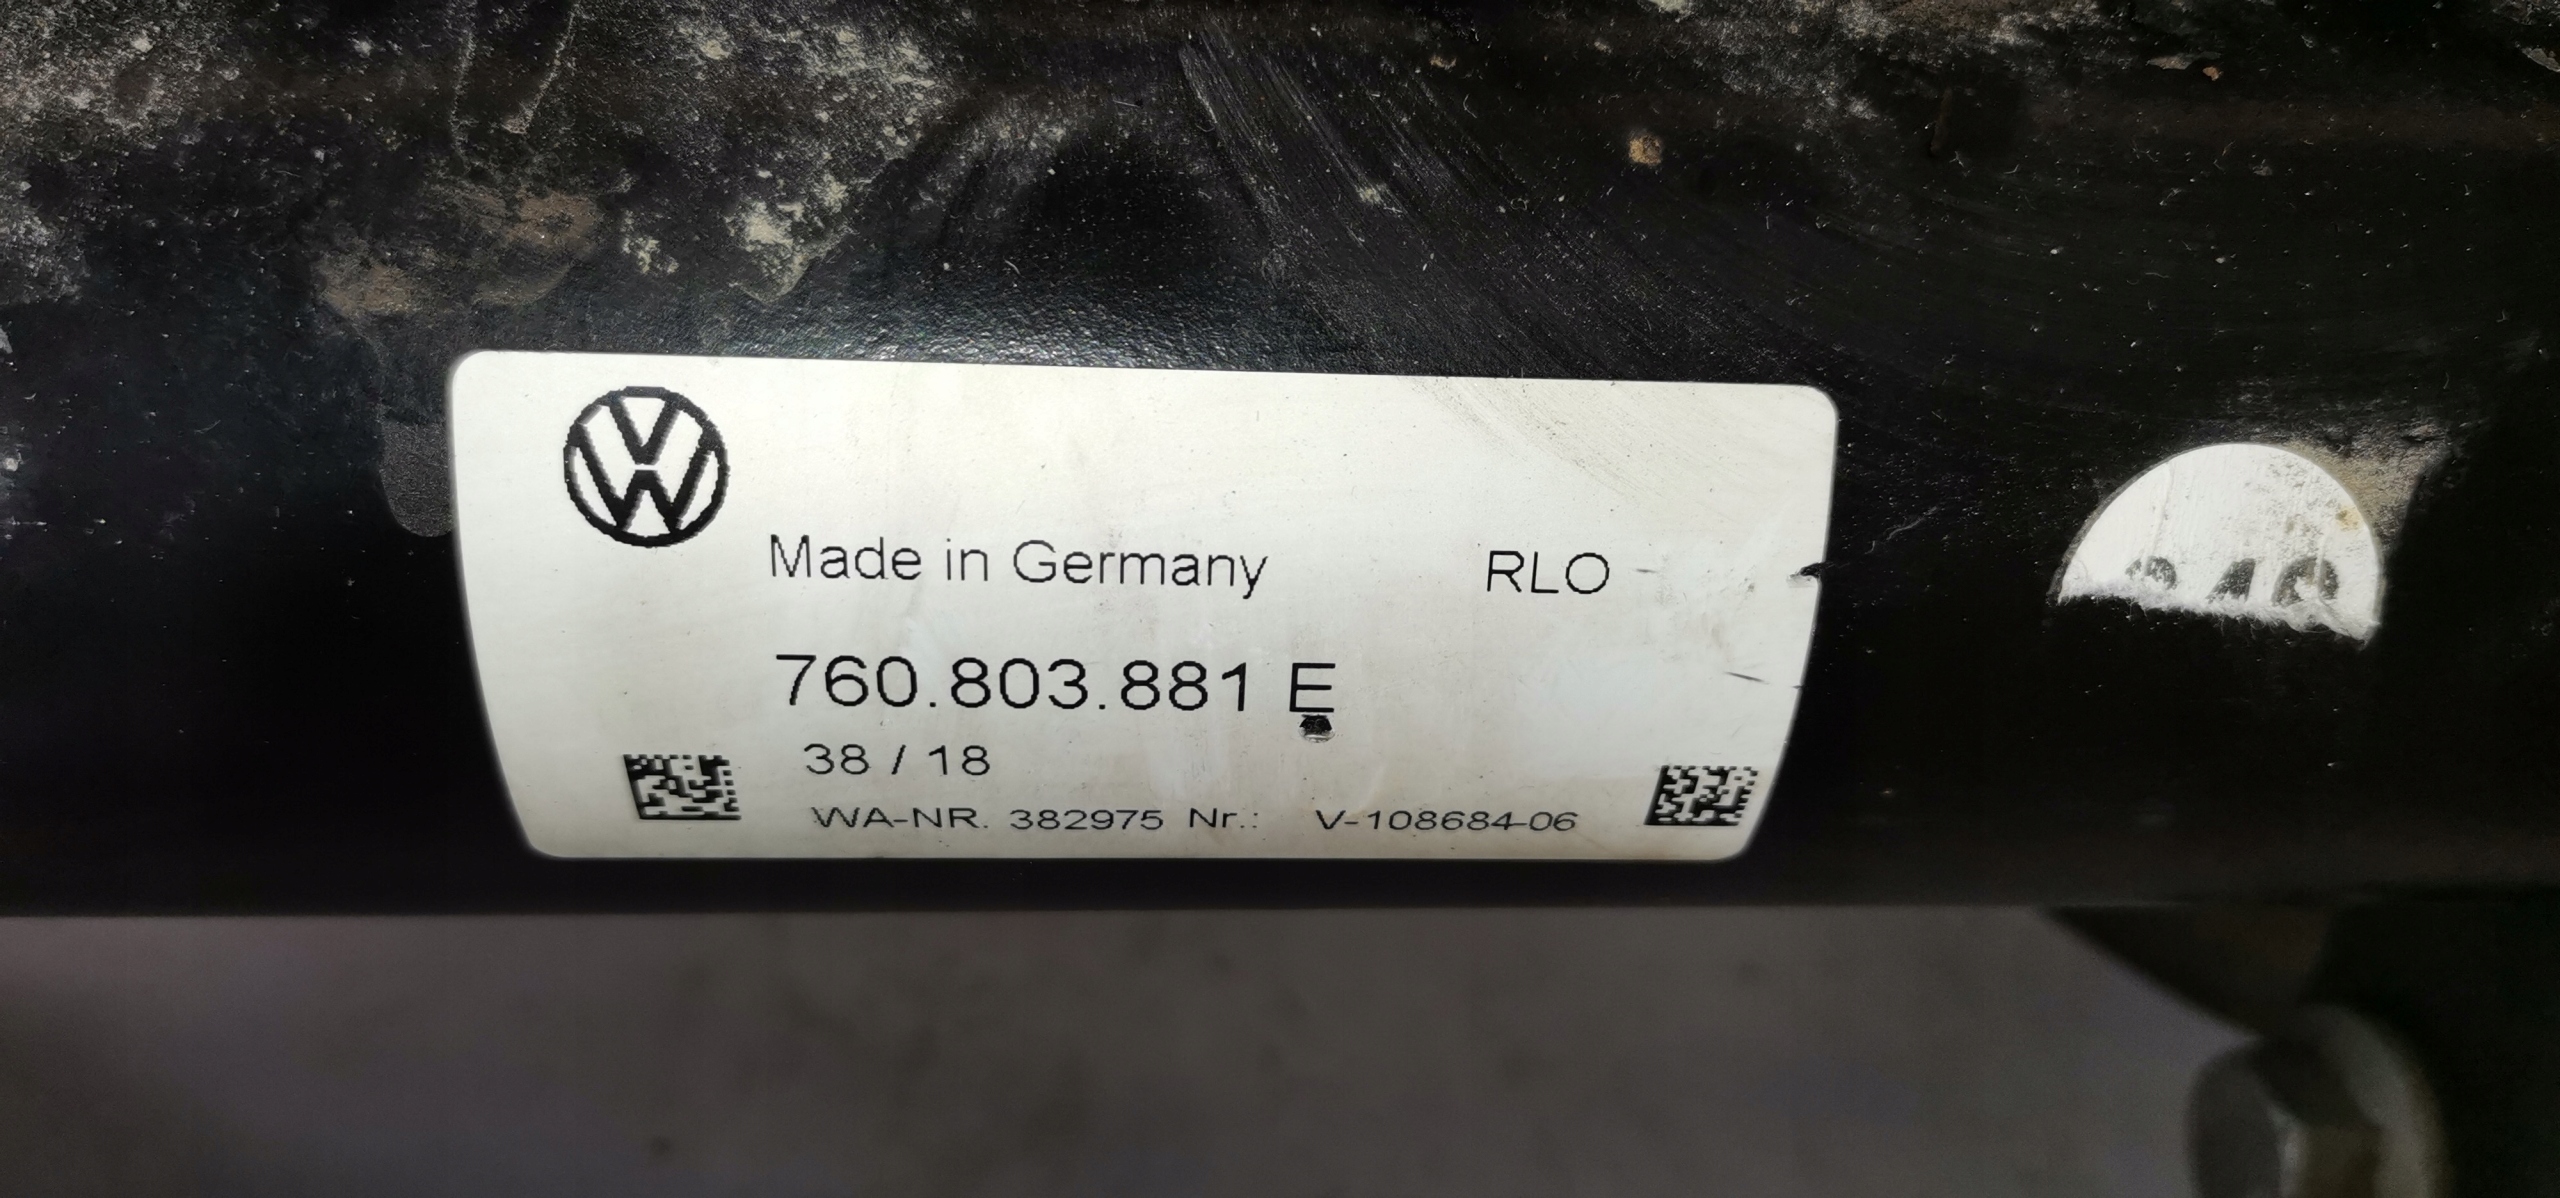 Made in Germany RLO
760.803.881 E
38 / 18
WA-NR. 382975 Nr.: V-108684-06